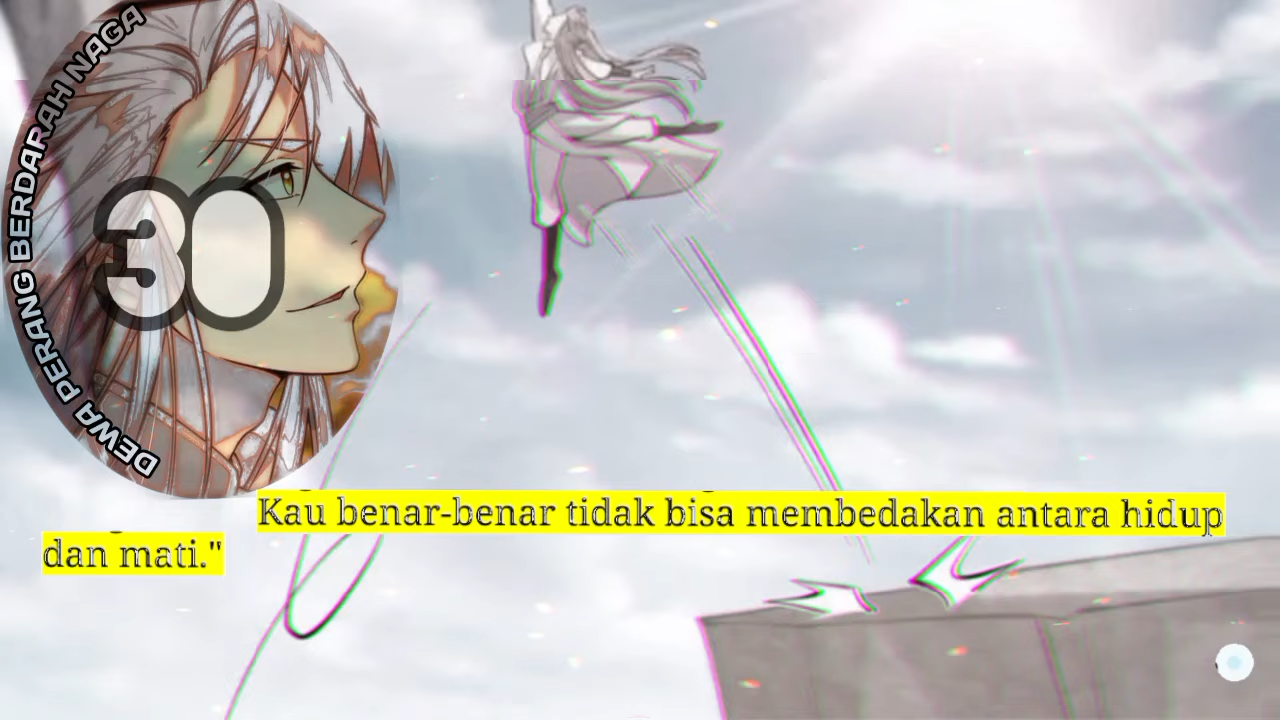 DEWA PERANG BERDARAH NAGA
30
Kau benar-benar tidak bisa membedakan antara hidup
dan mati."